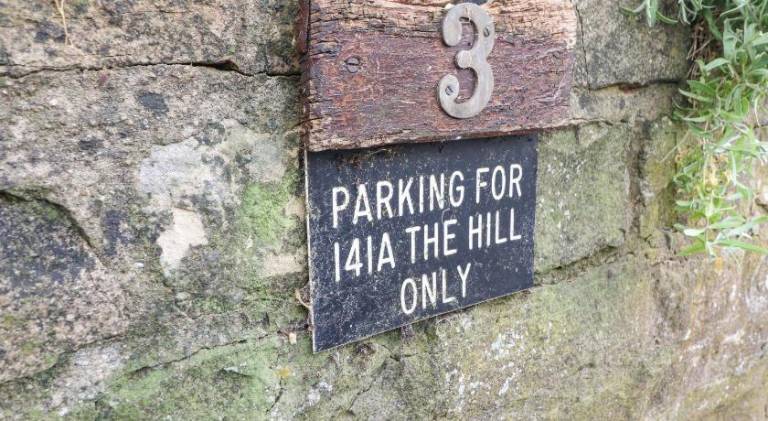 3
PARKING FOR
141A THE HILL
ONLY